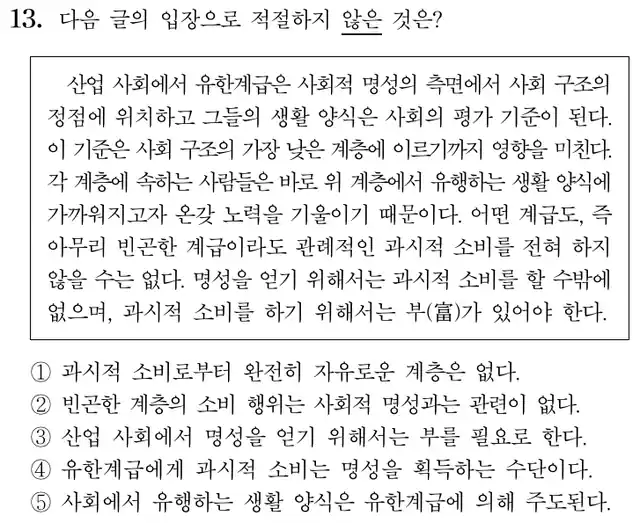 13. 다음 글의 입장으로 적절하지 않은 것은?
산업 사회에서 유한계급은 사회적 명성의 측면에서 사회 구조의
정점에 위치하고 그들의 생활 양식은 사회의 평가 기준이 된다.
이 기준은 사회 구조의 가장 낮은 계층에 이르기까지 영향을 미친다.
각 계층에 속하는 사람들은 바로 위 계층에서 유행하는 생활 양식에
가까워지고자 온갖 노력을 기울이기 때문이다. 어떤 계급도, 즉
아무리 빈곤한 계급이라도 관례적인 과시적 소비를 전혀 하지
않을 수는 없다. 명성을 얻기 위해서는 과시적 소비를 할 수밖에
없으며, 과시적 소비를 하기 위해서는 부(富)가 있어야 한다.
① 과시적 소비로부터 완전히 자유로운 계층은 없다.
② 빈곤한 계층의 소비 행위는 사회적 명성과는 관련이 없다.
③ 산업 사회에서 명성을 얻기 위해서는 부를 필요로 한다.
④ 유한계급에게 과시적 소비는 명성을 획득하는 수단이다.
⑤ 사회에서 유행하는 생활 양식은 유한계급에 의해 주도된다.